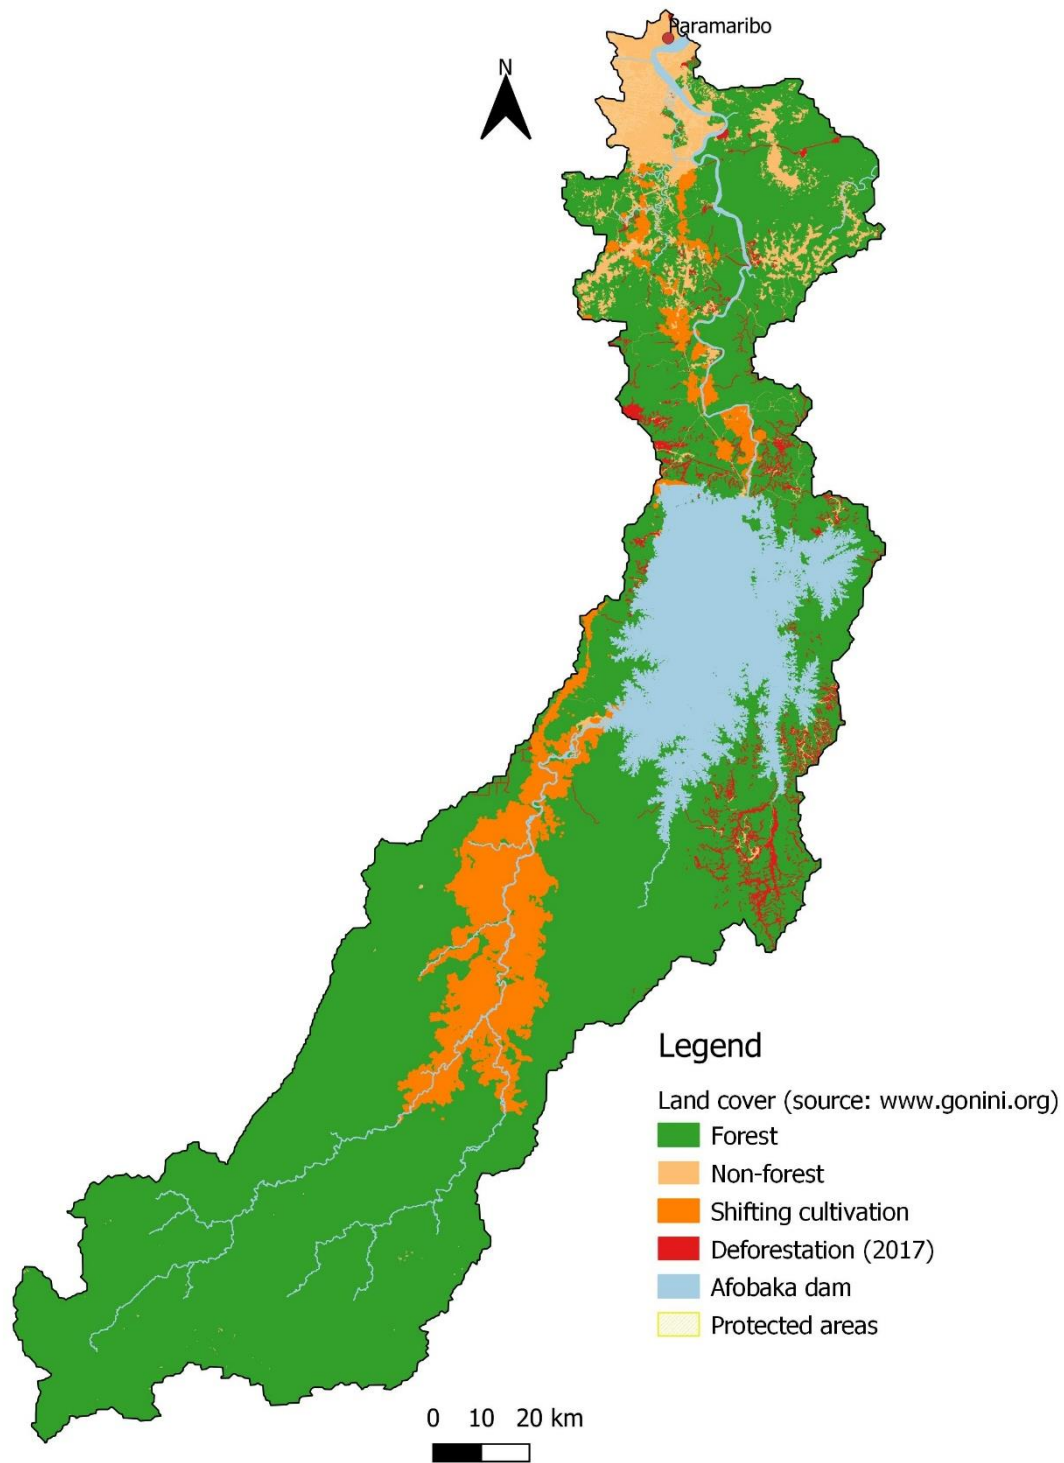 Paramaribo
N
Legend
Land cover (source: www.gonini.org)
Forest
Non-forest
Shifting cultivation
Deforestation (2017)
Afobaka dam
Protected areas
0 10 20 km